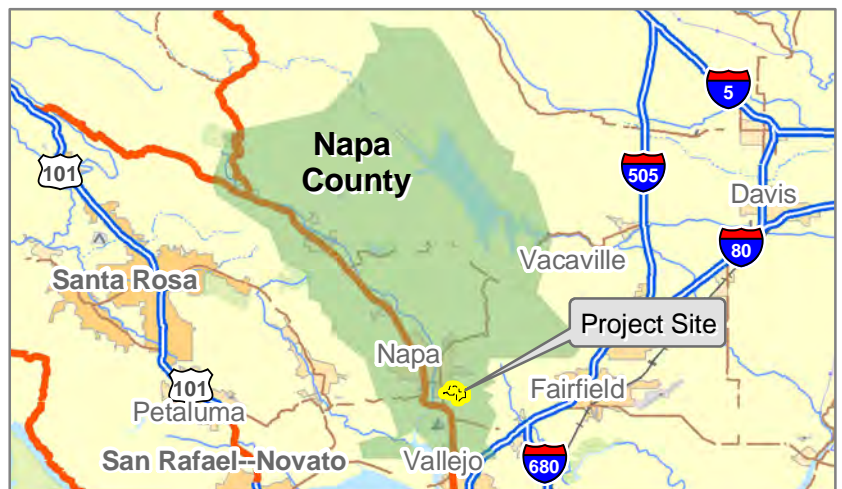 5
Napa
County
101
505
Davis
80
Vacaville
Santa Rosa
Project Site
Napa
101
Fairfield
Petaluma
San Rafael--Novato
Vallejo
680